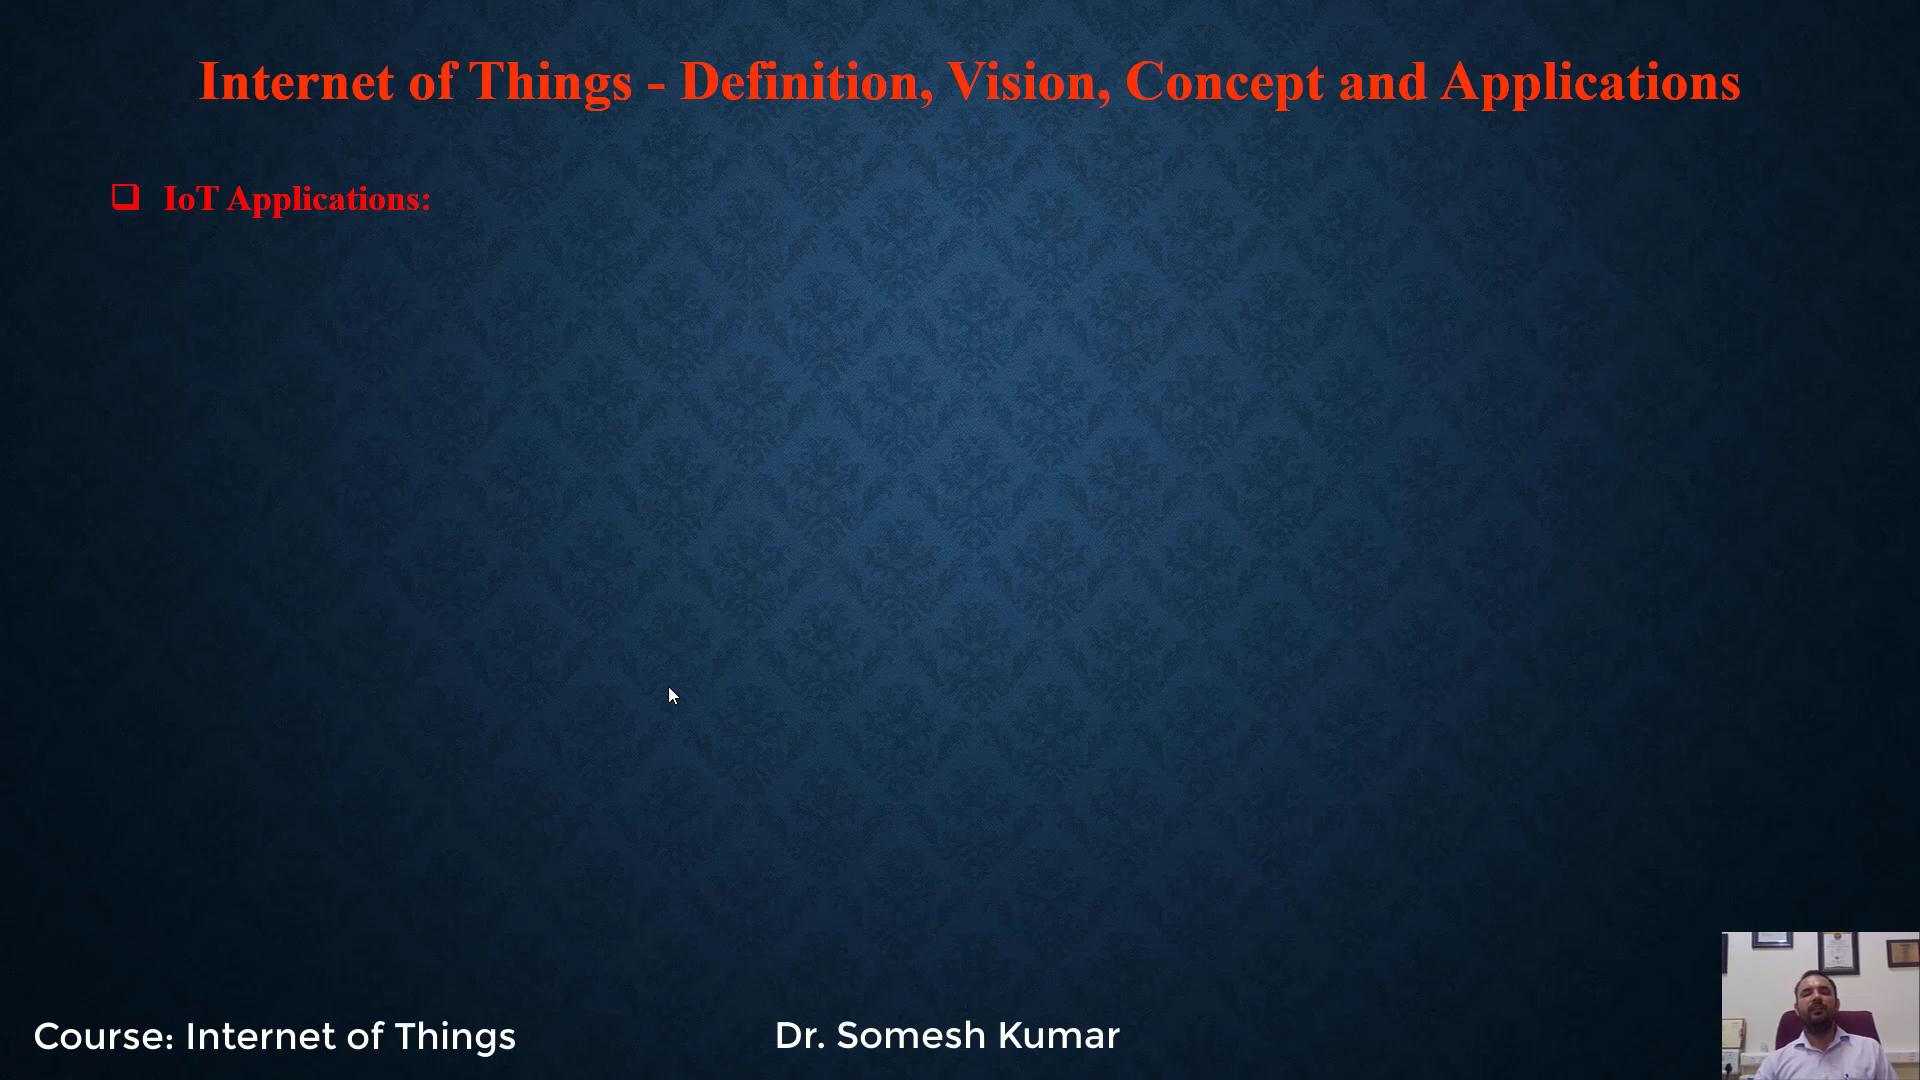 Internet of Things - Definition, Vision, Concept and Applications
IoT Applications:
Course: Internet of Things
Dr. Somesh Kumar